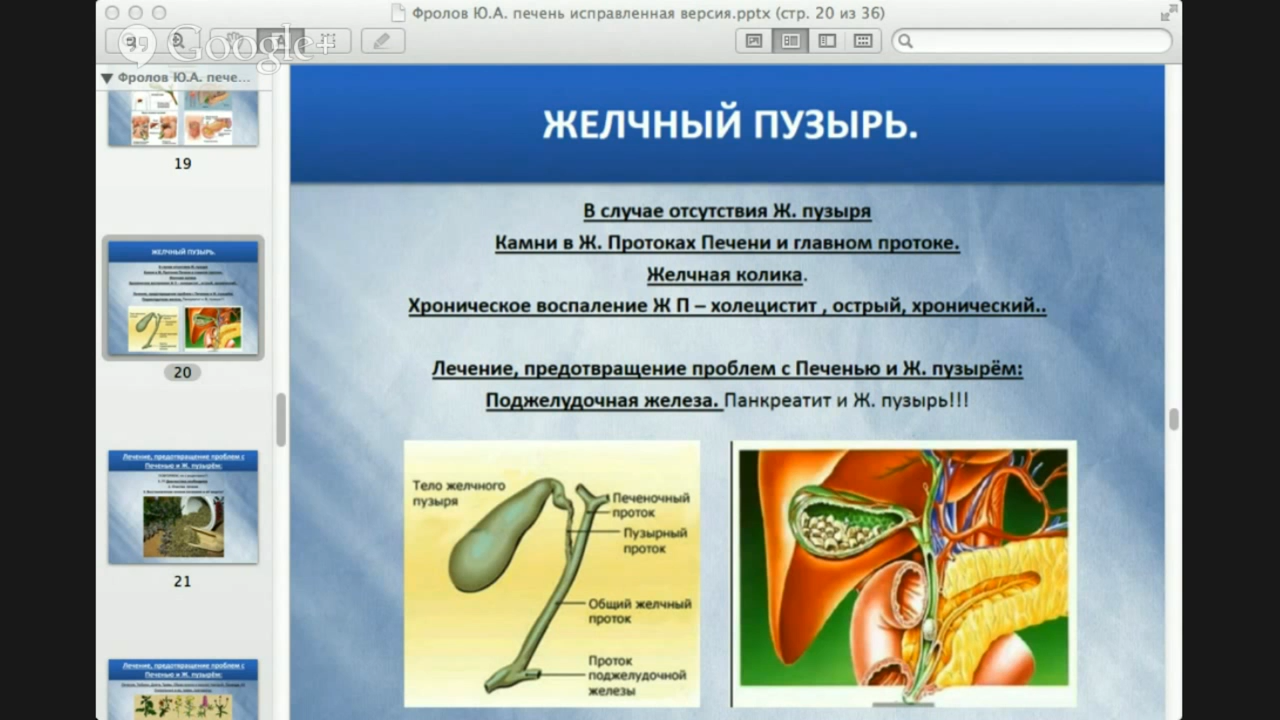 Фролов Ю.А. печень исправленная версия.pptx (стр. 20 из 36)
Google+
Фролов Ю.А. пече...
19
ЖЕЛЧНЫЙ ПУЗЫРЬ.
20
Лечение, предотвращение проблем с
Печенью и Ж. пузырём:
21
Лечение, предотвращение проблем с
Печенью и Ж. пузырём:
ЖЕЛЧНЫЙ ПУЗЫРЬ.
В случае отсутствия Ж. пузыря
Камни в Ж. Протоках Печени и главном протоке.
Желчная колика.
Хроническое воспаление Ж П – холецистит , острый, хронический..
Лечение, предотвращение проблем с Печенью и Ж. пузырём:
Поджелудочная железа. Панкреатит и Ж. пузырь!!!
Тело желчного
пузыря
Печеночный
проток
Пузырный
проток
Общий желчный
проток
Проток
поджелудочной
железы